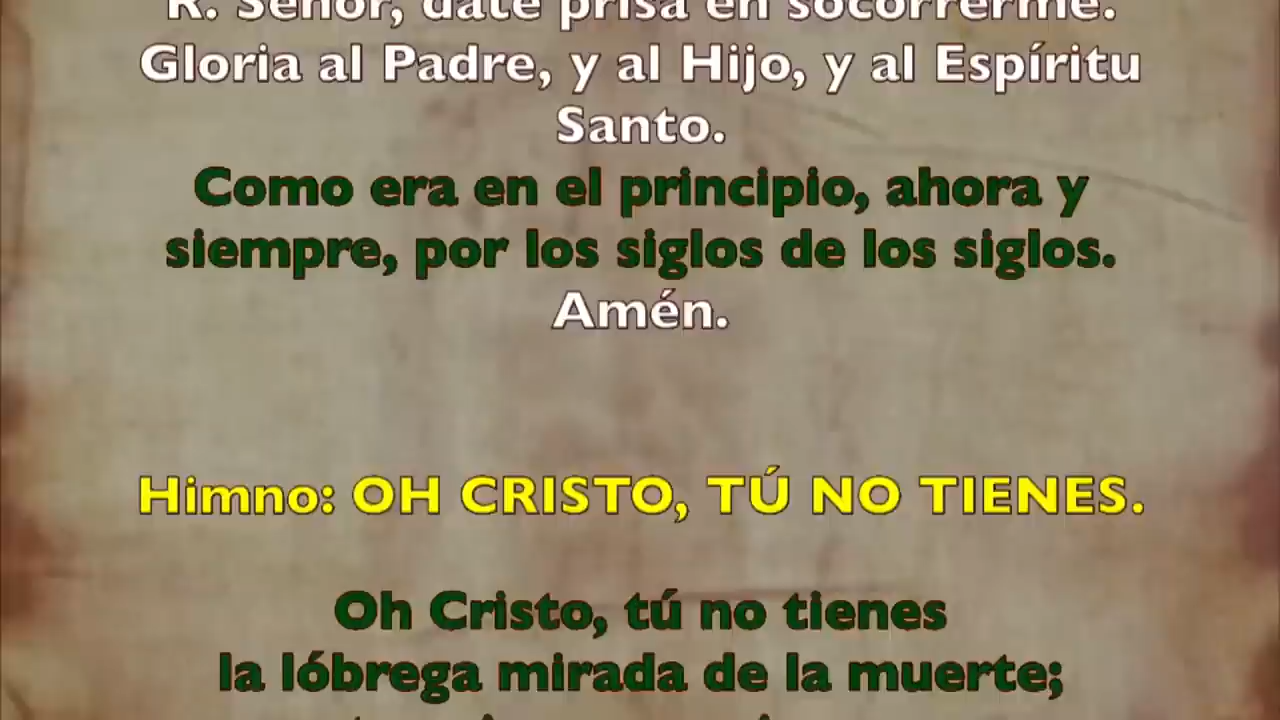 R. Señor, date prisa en socorrerme.
Gloria al Padre, y al Hijo, y al Espíritu
Santo.
Como era en el principio, ahora y
siempre, por los siglos de los siglos.
Amén.
Himno: OH CRISTO, TÚ NO TIENES.
Oh Cristo, tú no tienes
la lóbrega mirada de la muerte;